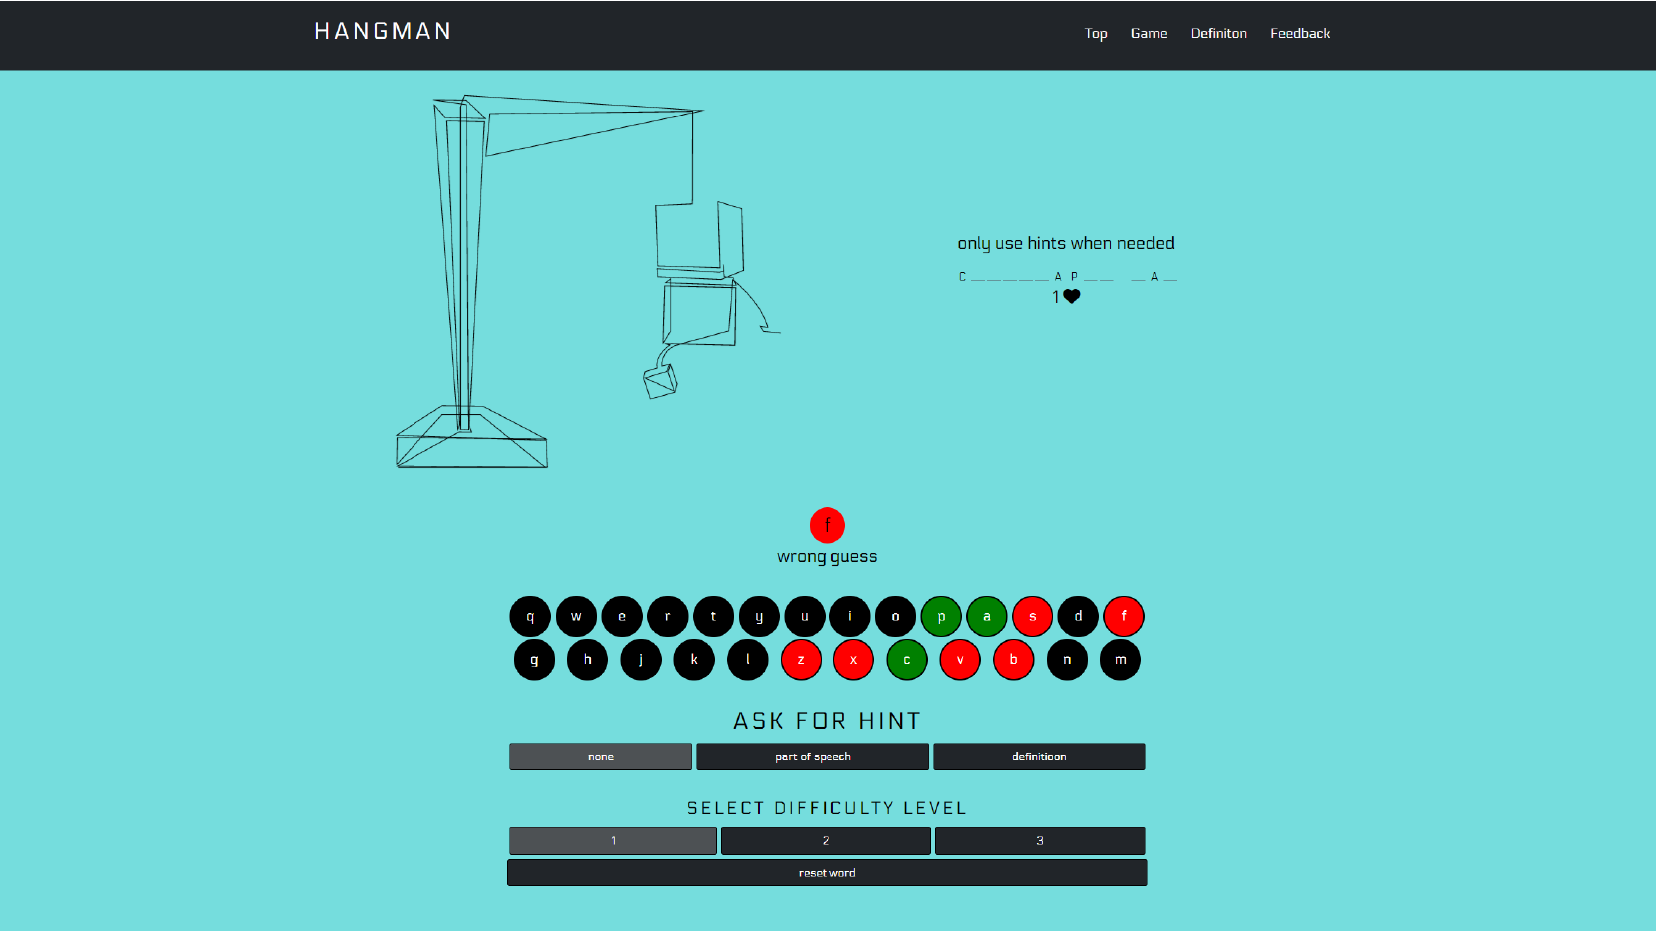 HANGMAN
Top Game Definiton Feedback
only use hints when needed
C _ _ _ _ _ A P _ _  _ A _
1
f
wrong guess
q w e r t y u i o p a s d f
g h j k l z x c v b n m
ASK FOR HINT
none part of speech definitioon
SELECT DIFFICULTY LEVEL
1 2 3
reset word